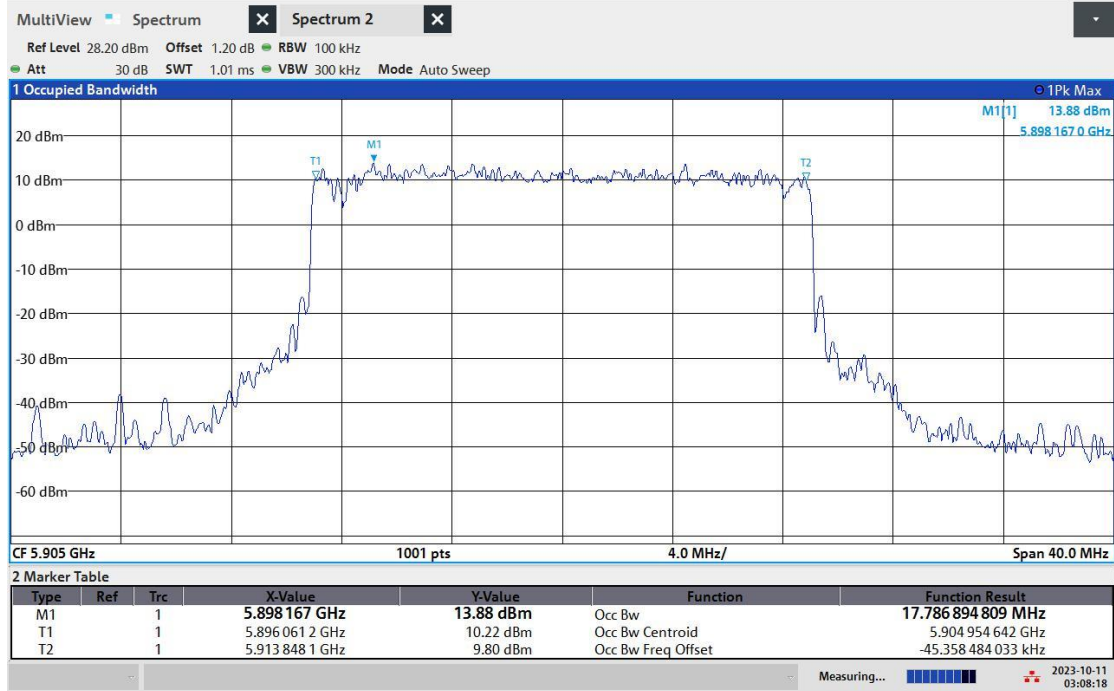 MultiView Spectrum Spectrum 2
Ref Level 28.20 dBm Offset 1.20 dB RBW 100 kHz
Att 30 dB SWT 1.01 ms VBW 300 kHz Mode Auto Sweep
1 Occupied Bandwidth 1Pk Max
M1[1] 13.88 dBm
5.898 167 0 GHz
20 dBm
M1
T1
T2
10 dBm
0 dBm
-10 dBm
-20 dBm
-30 dBm
-40 dBm
-50 dBm
-60 dBm
CF 5.905 GHz 1001 pts 4.0 MHz/ Span 40.0 MHz
2 Marker Table
Type Ref Trc X-Value Y-Value Function Function Result
M1 1 5.898 167 GHz 13.88 dBm Occ Bw 17.786 894 809 MHz
T1 1 5.896 061 2 GHz 10.22 dBm Occ Bw Centroid 5.904 954 642 GHz
T2 1 5.913 848 1 GHz 9.80 dBm Occ Bw Freq Offset -45.358 484 033 kHz
Measuring... 2023-10-11
03:08:18